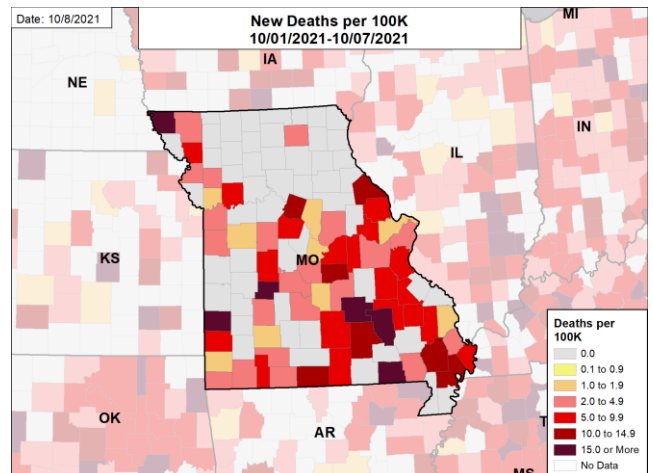 Date: 10/8/2021
New Deaths per 100K
10/01/2021-10/07/2021
MI
IA
NE
IL
IN
KS
MO
OK
AR
MS
Deaths per
100K
0.0
0.1 to 0.9
1.0 to 1.9
2.0 to 4.9
5.0 to 9.9
10.0 to 14.9
15.0 or More
No Data